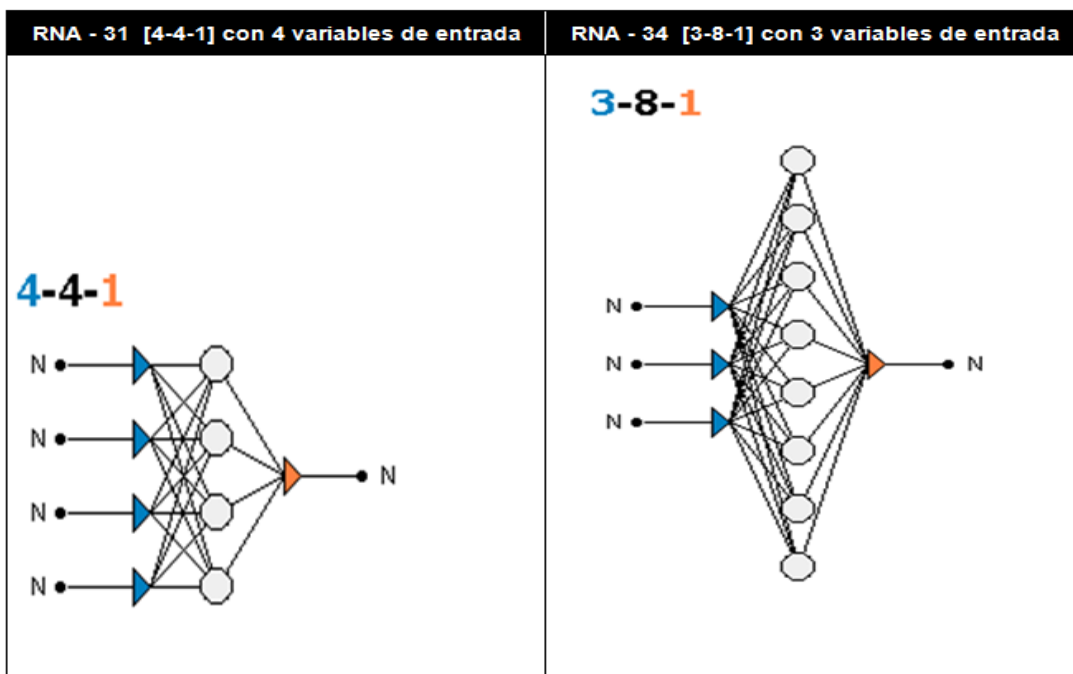 RNA - 31 [4-4-1] con 4 variables de entrada
RNA - 34 [3-8-1] con 3 variables de entrada
4-4-1
N
N
N
N
N
3-8-1
N
N
N
N